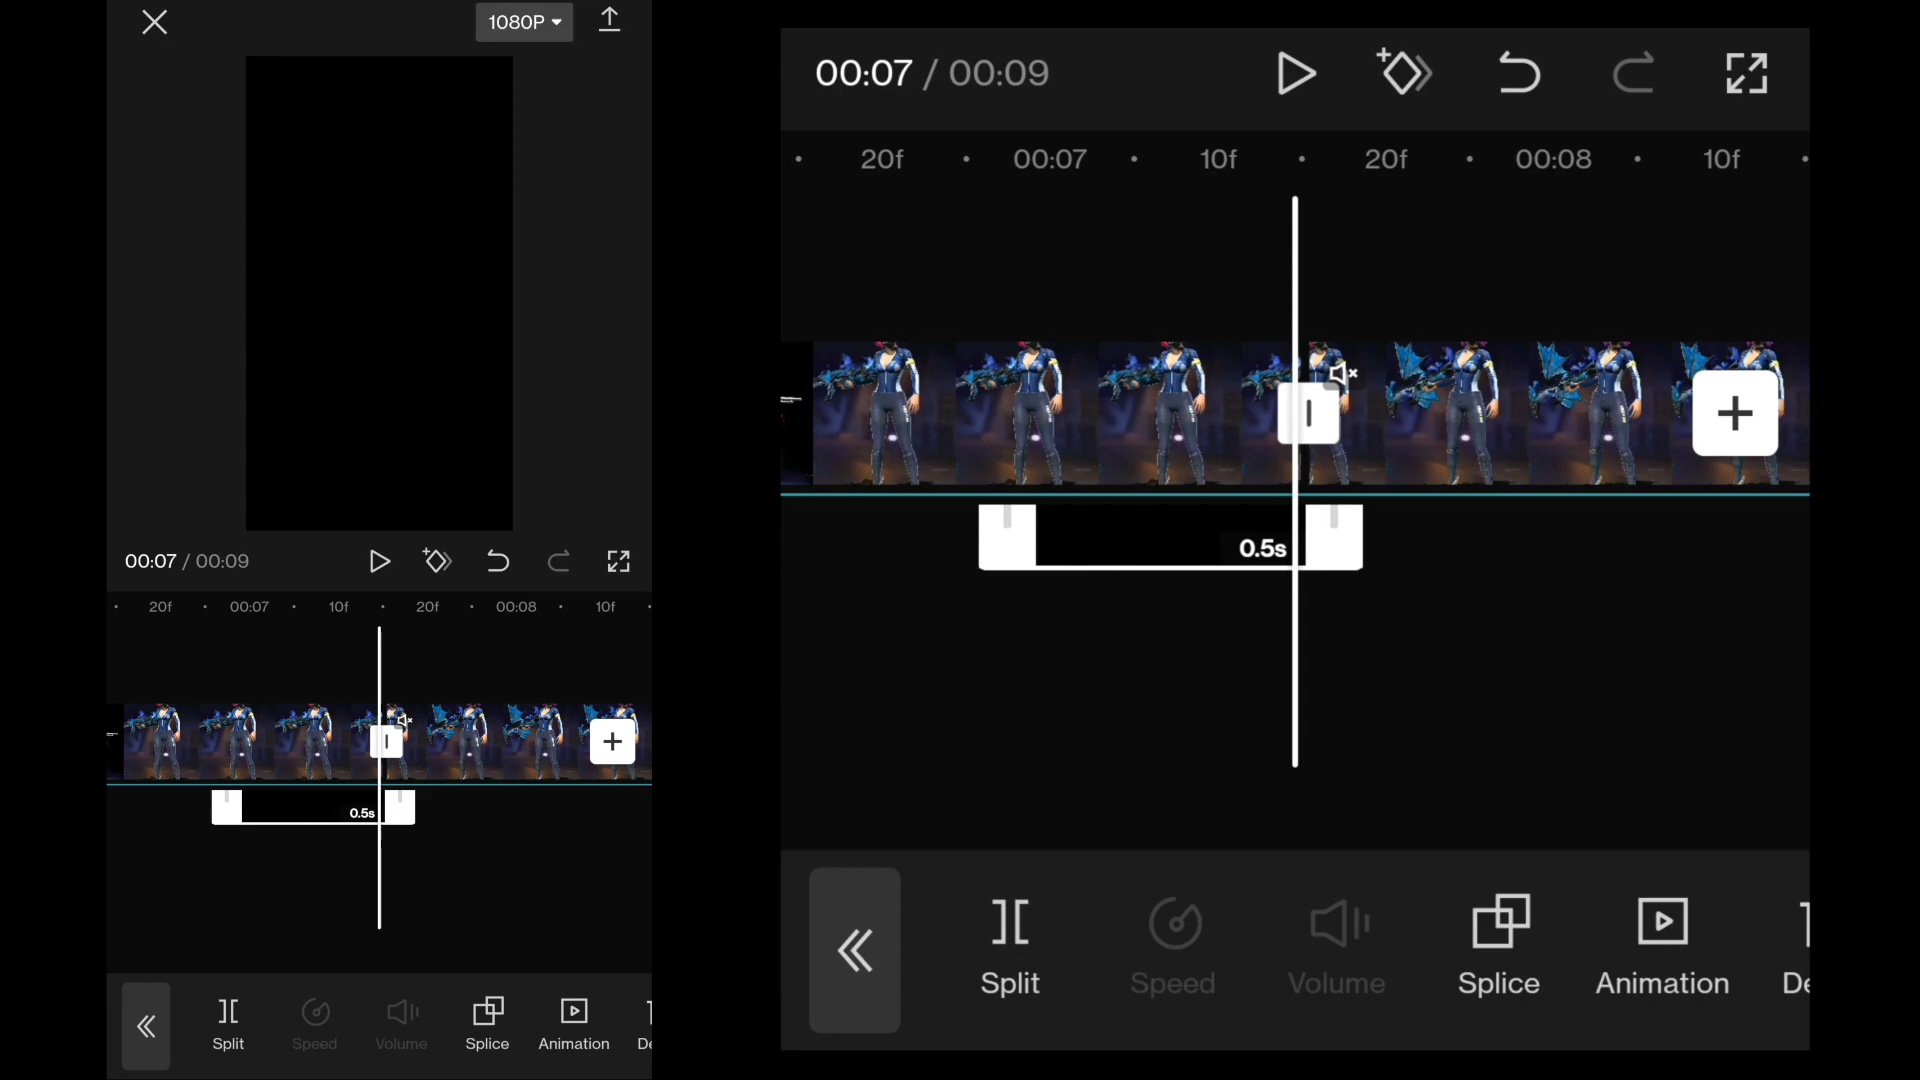 1080P
00:07 / 00:09
20f 00:07 10f 20f 00:08 10f
0.5s
Split Speed Volume Splice Animation De
00:07 / 00:09
20f 00:07 10f 20f 00:08 10f
0.5s
Split Speed Volume Splice Animation De